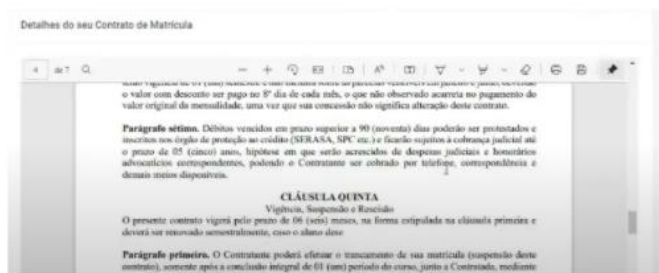 Detalhes do seu Contrato de Matrícula
4 de 7
o valor com desconto ser pago no 8º dia de cada mês, o que não observado acarreta no pagamento do
valor original da mensalidade, uma vez que sua concessão não significa alteração deste contrato.
Parágrafo sétimo. Débitos vencidos em prazo superior a 90 (noventa) dias poderão ser protestados e
inscritos nos órgão de proteção ao crédito (SERASA, SPC etc.) e ficarão sujeitos à cobrança judicial até
o prazo de 05 (cinco) anos, hipótese em que serão acrescidos de despesas judiciais e honorários
advocatícios correspondentes, podendo o Contratante ser cobrado por telefone, correspondência e
demais meios disponíveis.
CLÁUSULA QUINTA
Vigência, Suspensão e Rescisão
O presente contrato vigerá pelo prazo de 06 (seis) meses, na forma estipulada na cláusula primeira e
deverá ser renovado semestralmente, caso o aluno dese
Parágrafo primeiro. O Contratante poderá efetuar o trancamento de sua matrícula (suspensão deste
contrato), somente após a conclusão integral de 01 (um) período do curso, junto a Contratada, mediante